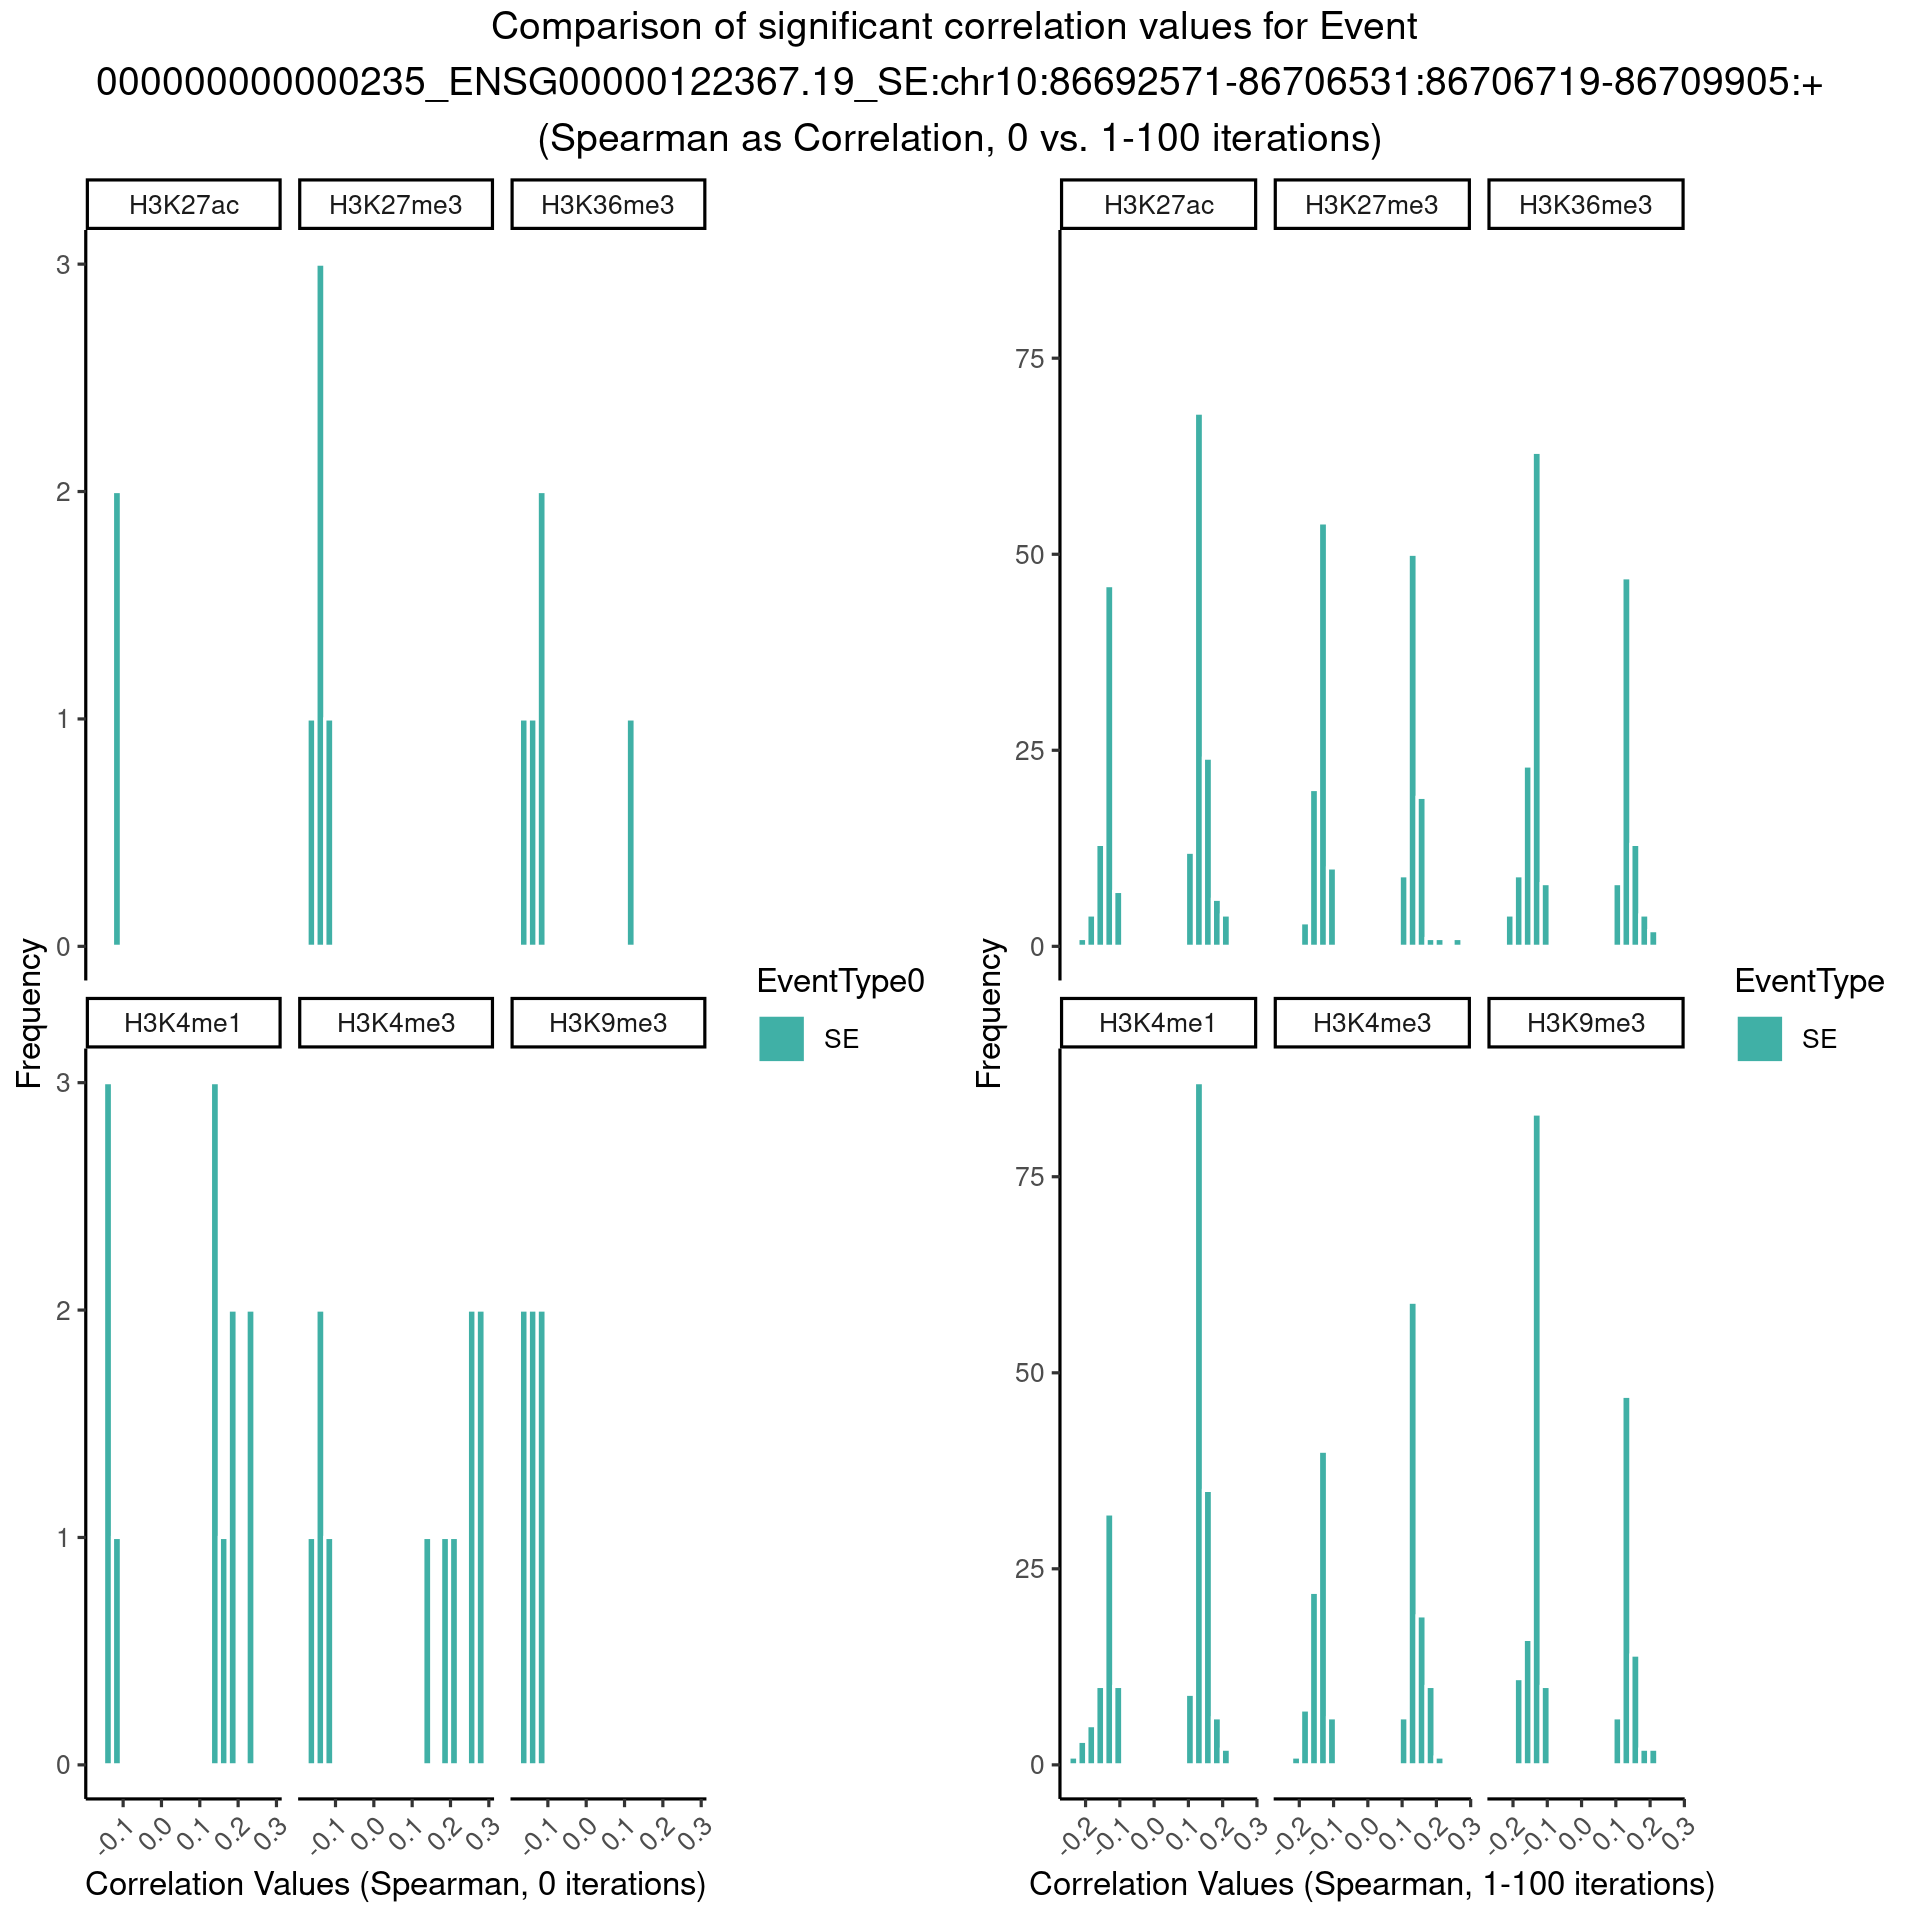 Comparison of significant correlation values for Event
000000000000235_ENSG00000122367.19_SE:chr10:86692571-86706531:86706719-86709905:+
(Spearman as Correlation, 0 vs. 1-100 iterations)
H3K27ac H3K27me3 H3K36me3
3
2
1
0
H3K4me1 H3K4me3 H3K9me3
3
2
1
0
Frequency
-0.1 0.0 0.1 0.2 0.3 -0.1 0.0 0.1 0.2 0.3 -0.1 0.0 0.1 0.2 0.3
Correlation Values (Spearman, 0 iterations)
EventType0
SE
H3K27ac H3K27me3 H3K36me3
75
50
25
0
H3K4me1 H3K4me3 H3K9me3
75
50
25
0
Frequency
-0.2 -0.1 0.0 0.1 0.2 0.3 -0.2 -0.1 0.0 0.1 0.2 0.3 -0.2 -0.1 0.0 0.1 0.2 0.3
Correlation Values (Spearman, 1-100 iterations)
EventType
SE